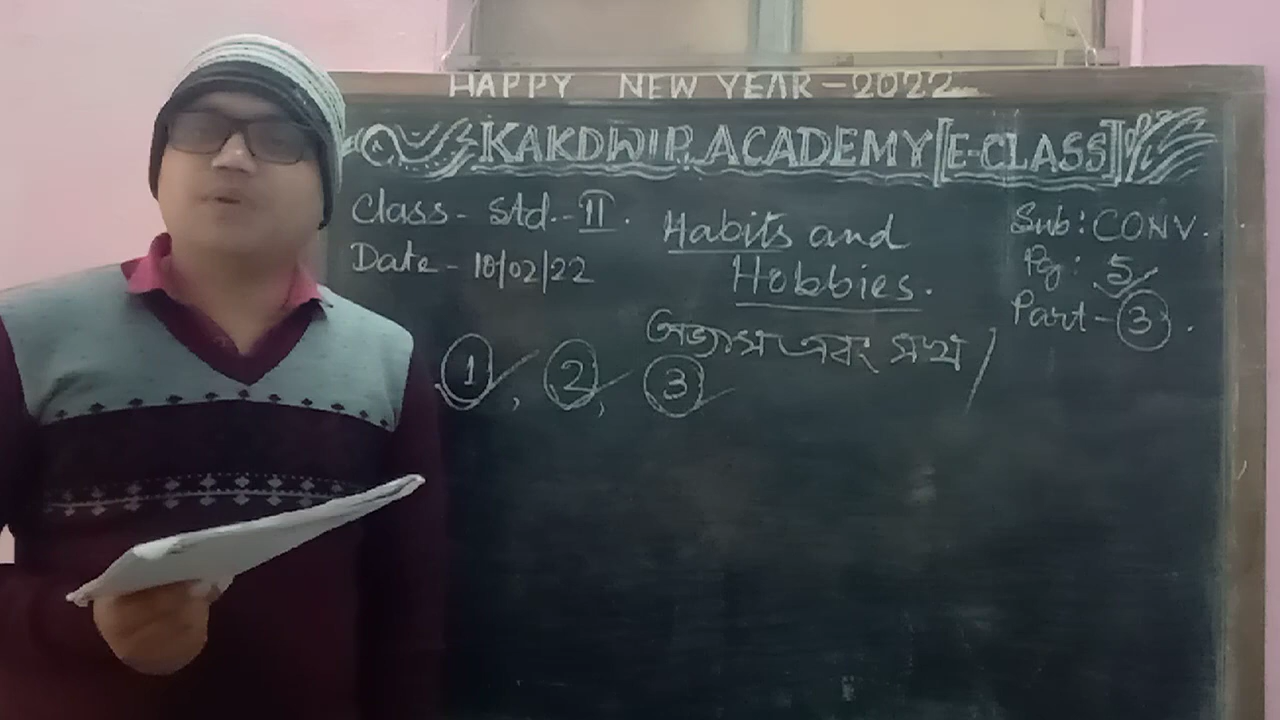 HAPPY NEW YEAR-2022
KAKDWIP ACADEMY [E-CLASS]
Class - Std.- II.
Date - 10/02/22
Habits and
Hobbies.
অভ্যাস এবং সখ /
Sub: CONV.
Pg: 5
Part-3.
1, 2, 3